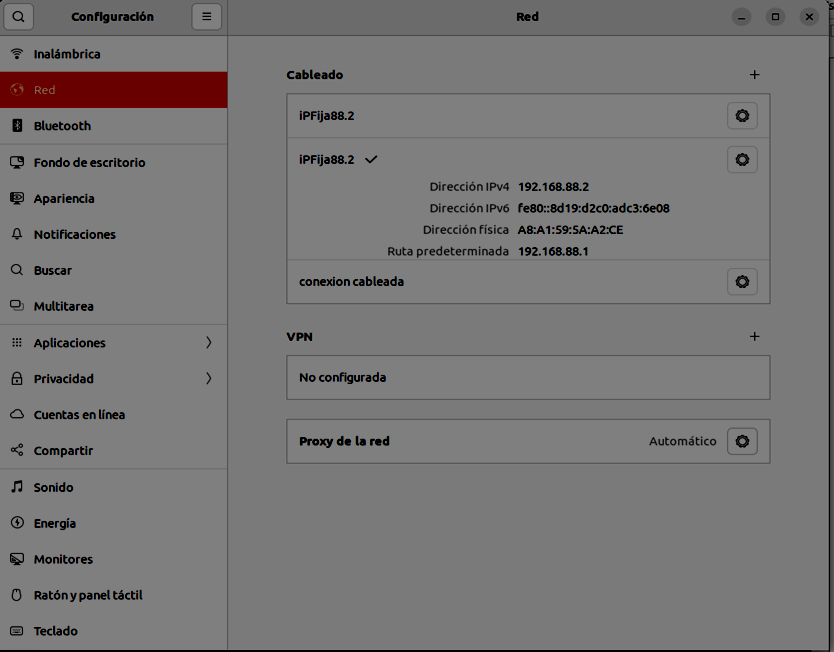 Configuración
Red
Inalámbrica
Red
Bluetooth
Fondo de escritorio
Apariencia
Notificaciones
Buscar
Multitarea
Aplicaciones
Privacidad
Cuentas en línea
Compartir
Sonido
Energía
Monitores
Ratón y panel táctil
Teclado
Cableado
iPFija88.2
iPFija88.2
Dirección IPv4 192.168.88.2
Dirección IPv6 fe80::8d19:d2c0:adc3:6e08
Dirección física A8:A1:59:5A:A2:CE
Ruta predeterminada 192.168.88.1
conexion cableada
VPN
No configurada
Proxy de la red Automático